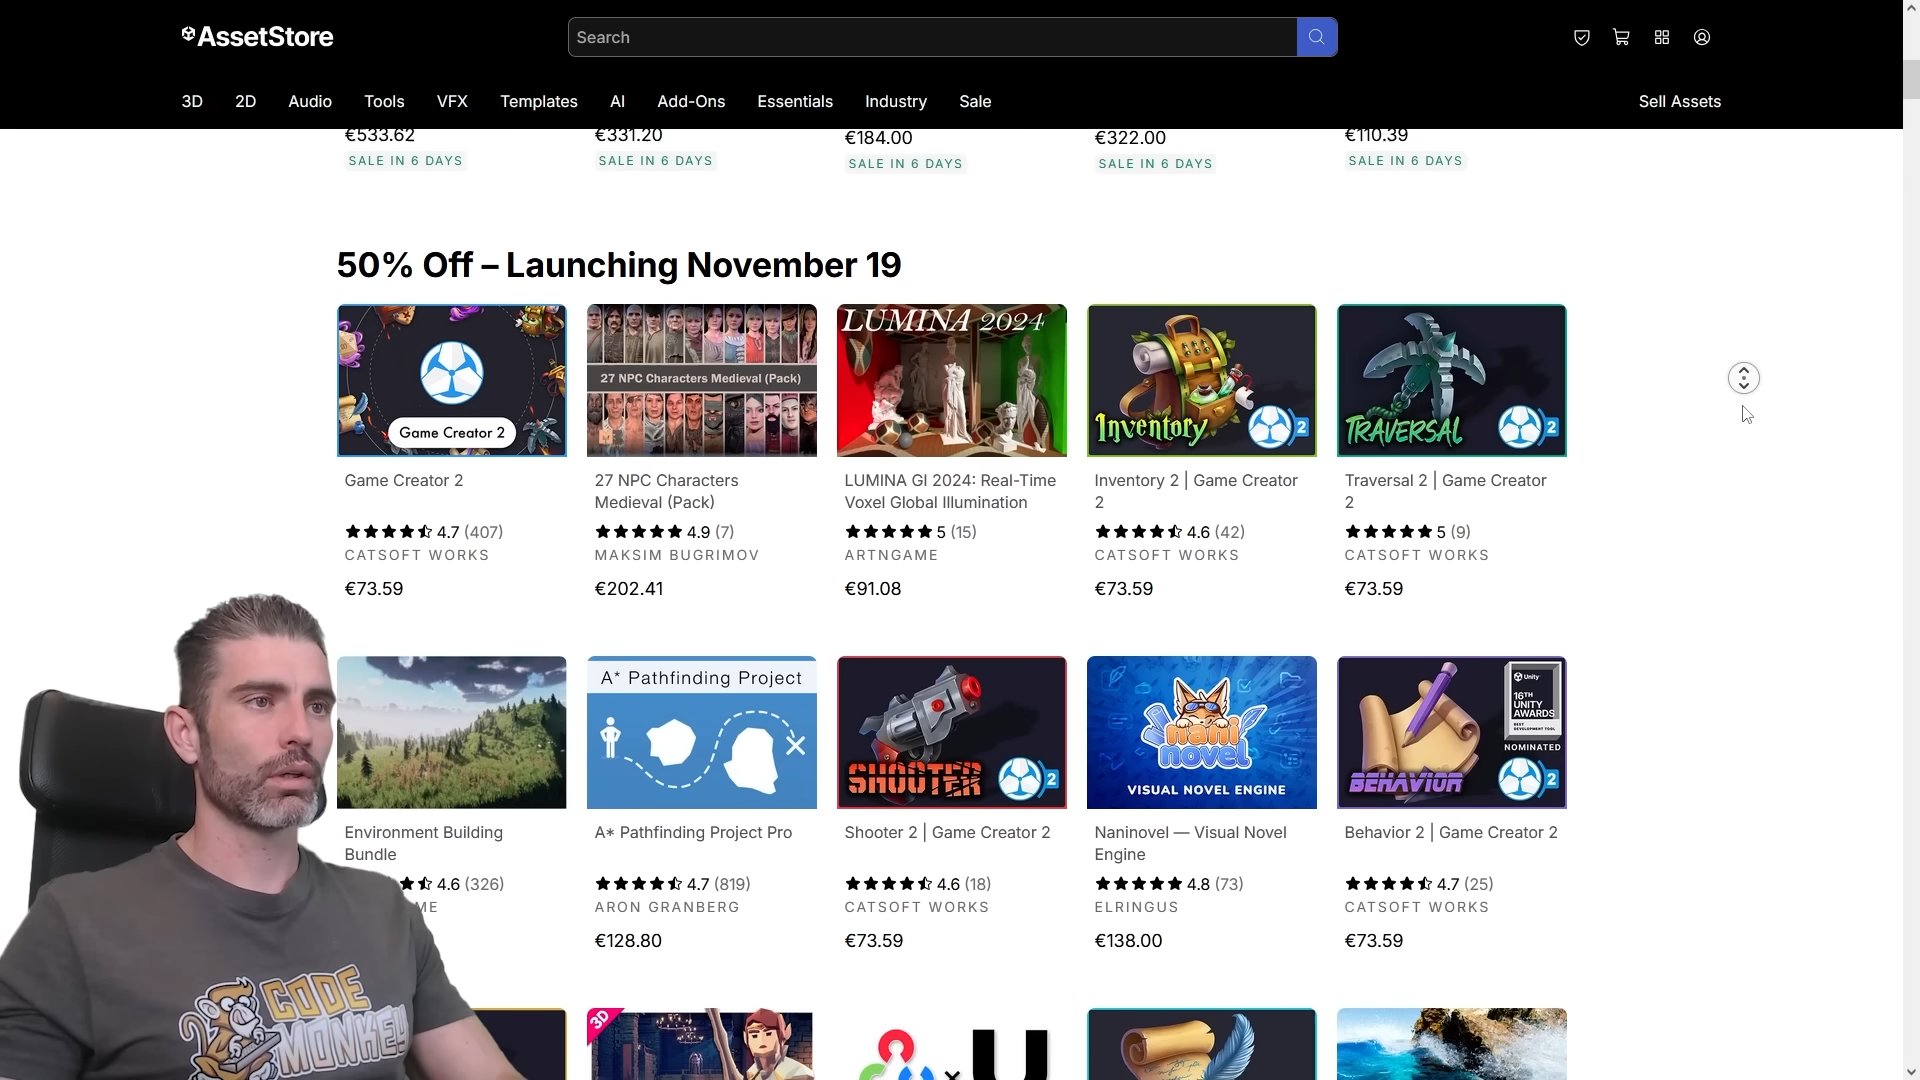 AssetStore
Search
3D
2D
Audio
Tools
VFX
Templates
AI
Add-Ons
Essentials
Industry
Sale
Sell Assets
€533.62
€331.20
€184.00
€322.00
€110.39
SALE IN 6 DAYS
SALE IN 6 DAYS
SALE IN 6 DAYS
SALE IN 6 DAYS
SALE IN 6 DAYS
50% Off – Launching November 19
Game Creator 2
27 NPC Characters Medieval (Pack)
LUMINA 2024
Inventory
2
TRAVERSAL
2
Game Creator 2
27 NPC Characters
Medieval (Pack)
LUMINA GI 2024: Real-Time
Voxel Global Illumination
Inventory 2 | Game Creator
2
Traversal 2 | Game Creator
2
4.7 (407)
4.9 (7)
5 (15)
4.6 (42)
5 (9)
CATSOFT WORKS
MAKSIM BUGRIMOV
ARTNGAME
CATSOFT WORKS
CATSOFT WORKS
€73.59
€202.41
€91.08
€73.59
€73.59
A* Pathfinding Project
SHOOTER
2
nani
novel
VISUAL NOVEL ENGINE
Unity
16TH
UNITY
AWARDS
BEST
DEVELOPMENT TOOL
NOMINATED
BEHAVIOR
2
Environment Building
Bundle
A* Pathfinding Project Pro
Shooter 2 | Game Creator 2
Naninovel — Visual Novel
Engine
Behavior 2 | Game Creator 2
4.6 (326)
4.7 (819)
4.6 (18)
4.8 (73)
4.7 (25)
ME
ARON GRANBERG
CATSOFT WORKS
ELRINGUS
CATSOFT WORKS
€128.80
€73.59
€138.00
€73.59
3D
CODE
MONKEY